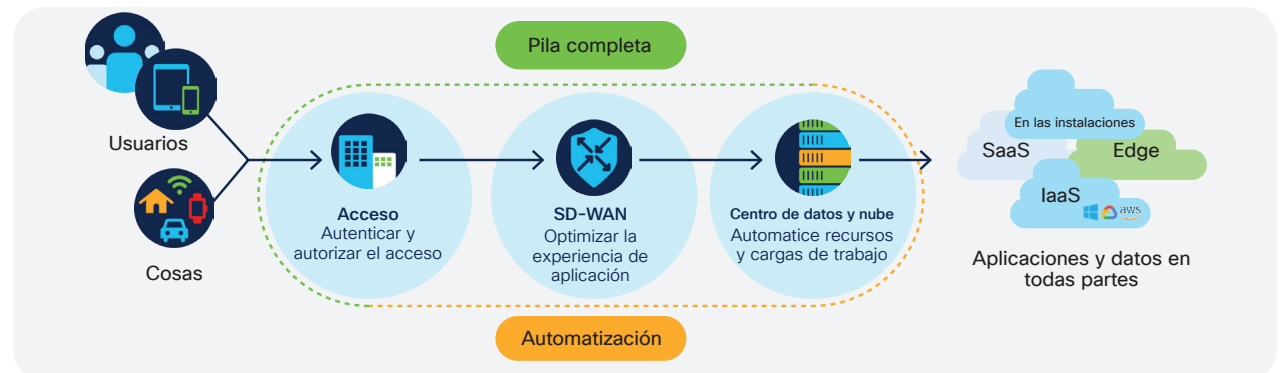 Pila completa
Usuarios
Cosas
Acceso
Autenticar y
autorizar el acceso
SD-WAN
Optimizar la
experiencia de
aplicación
Centro de datos y nube
Automatice recursos
y cargas de trabajo
En las instalaciones
SaaS
Edge
IaaS
aws
Aplicaciones y datos en
todas partes
Automatización